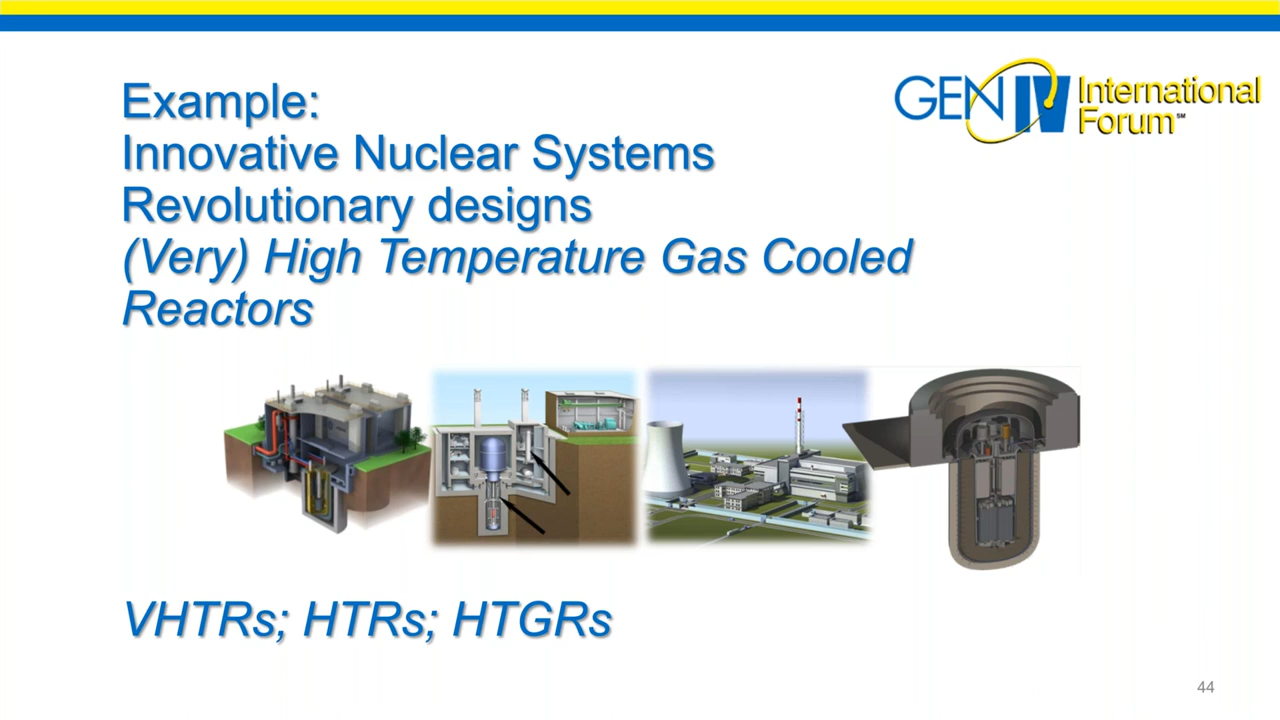 Example:
Innovative Nuclear Systems
Revolutionary designs
(Very) High Temperature Gas Cooled
Reactors
GEN IV International
Forum℠
VHTRs; HTRs; HTGRs
44